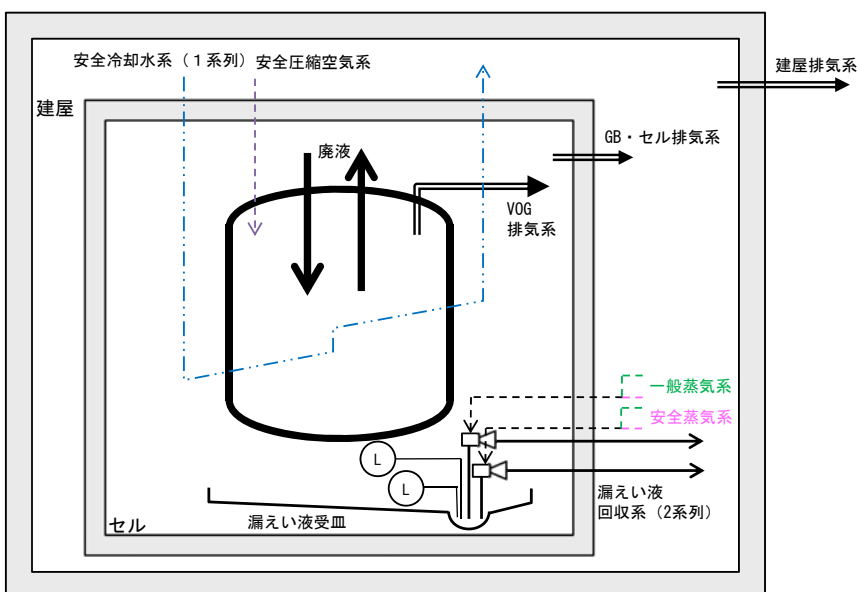 安全冷却水系（１系列）
安全圧縮空気系
建屋排気系
建屋
GB・セル排気系
廃液
VOG
排気系
一般蒸気系
安全蒸気系
L
L
漏えい液
回収系（2系列）
漏えい液受皿
セル